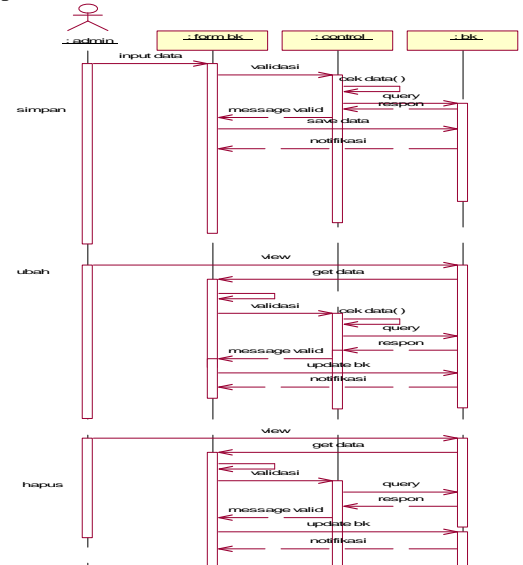 : admin
: form bk
: control
: bk
input data
validasi
cek data( )
query
respon
simpan
message valid
save data
notifikasi
view
ubah
get data
validasi
cek data( )
query
respon
message valid
update bk
notifikasi
view
get data
validasi
hapus
query
respon
message valid
update bk
notifikasi